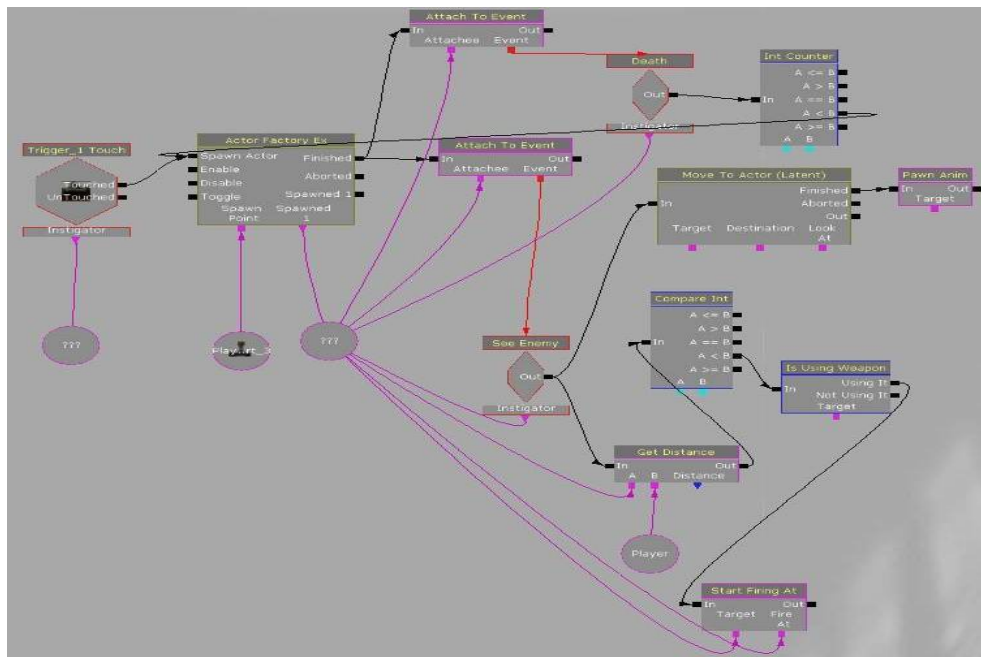 Attach To Event
In Out
Attachee Event
Death
Out
Instigator
Int Counter
A <= B
A > B
In A == B
A < B
A >= B
A B
Trigger_1 Touch
Touched
UnTouched
Instigator
???
Actor Factory Ex
Spawn Actor Finished
Enable Aborted
Disable
Toggle Spawned 1
Spawn Point Spawned 1
Attach To Event
In Out
Attachee Event
Move To Actor (Latent)
Finished
In Aborted
Out
Target Destination Look At
Pawn Anim
In Out
Target
???
See Enemy
Out
Instigator
Compare Int
A <= B
A > B
In A == B
A < B
A >= B
A B
Is Using Weapon
In Using It
Not Using It
Target
Get Distance
In Out
A B Distance
Player
Start Firing At
In Out
Target Fire At